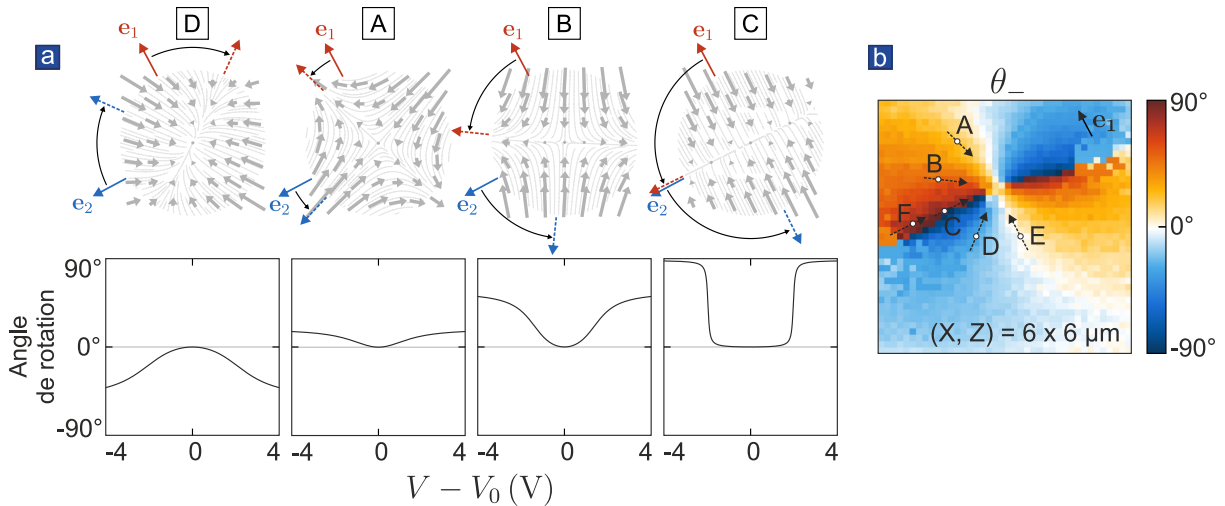 a
D
A
B
C
e₁
e₁
e₁
e₁
e₂
e₂
e₂
e₂
Angle
de rotation
90°
0°
-90°
-4 0 4
-4 0 4
-4 0 4
-4 0 4
V − V₀ (V)
b
θ₋
e₁
A
B
F
C
D
E
(X, Z) = 6 x 6 µm
90°
0°
-90°